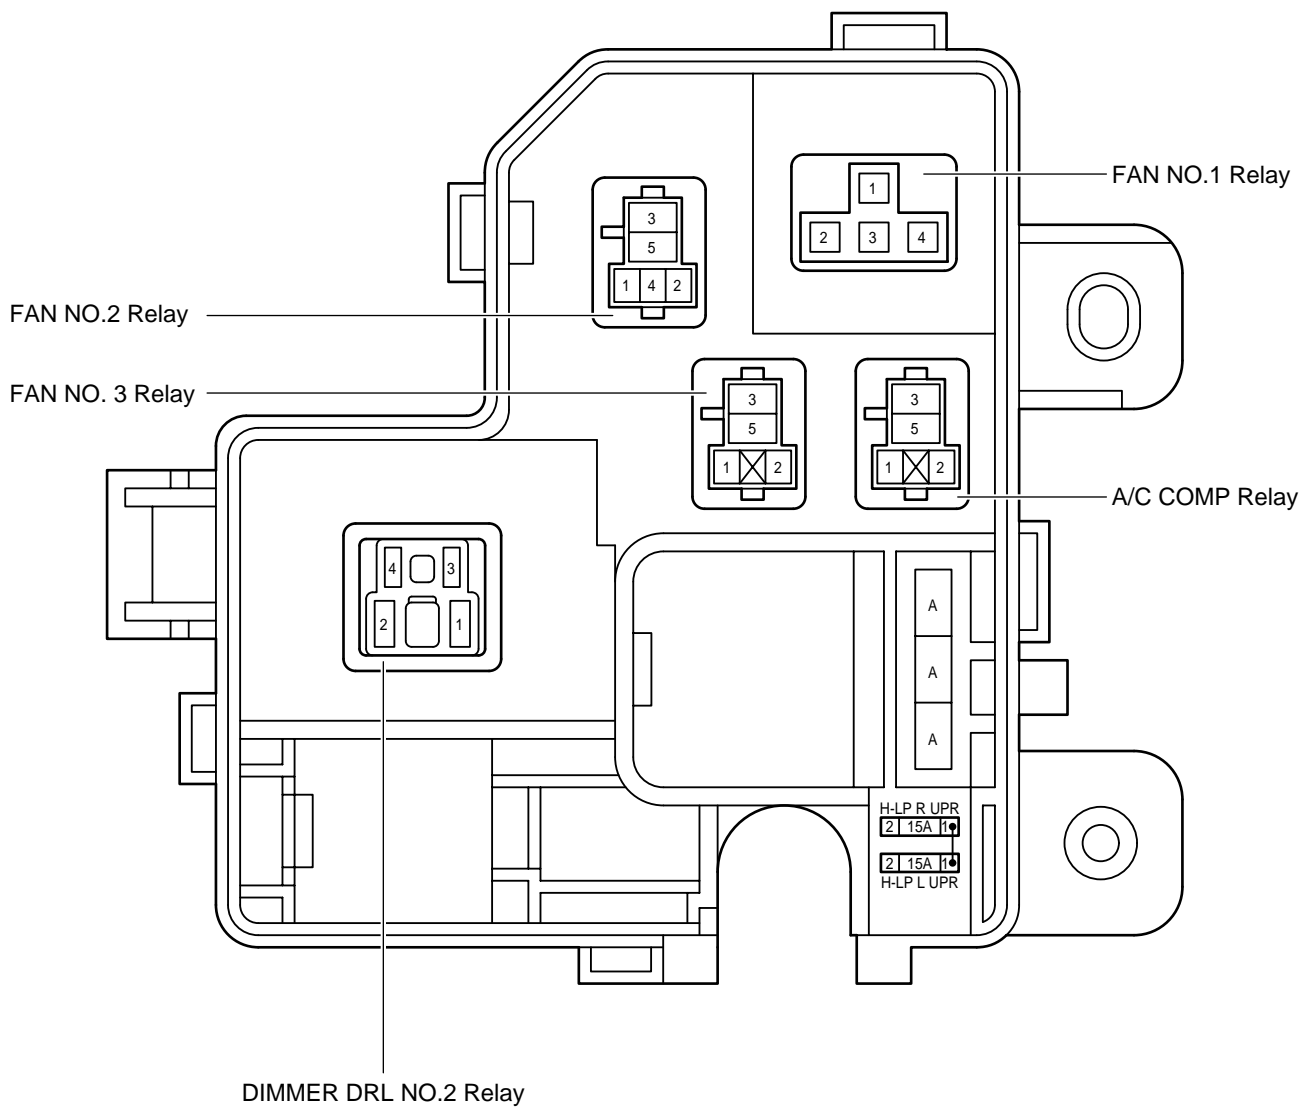 FAN NO.1 Relay
1
2 3 4
3
5
1 4 2
FAN NO.2 Relay
FAN NO. 3 Relay
3
5
1 2
3
5
1 2
A/C COMP Relay
4 3
2 1
A
A
A
H-LP R UPR
2 15A 1
2 15A 1
H-LP L UPR
DIMMER DRL NO.2 Relay